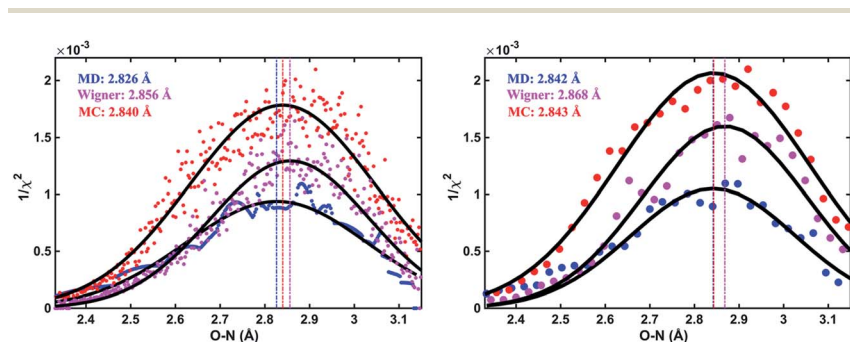 ×10⁻³
MD: 2.826 Å
Wigner: 2.856 Å
MC: 2.840 Å
2
1.5
1
0.5
0
1/χ²
2.4 2.5 2.6 2.7 2.8 2.9 3 3.1
O-N (Å)
×10⁻³
MD: 2.842 Å
Wigner: 2.868 Å
MC: 2.843 Å
2
1.5
1
0.5
0
1/χ²
2.4 2.5 2.6 2.7 2.8 2.9 3 3.1
O-N (Å)